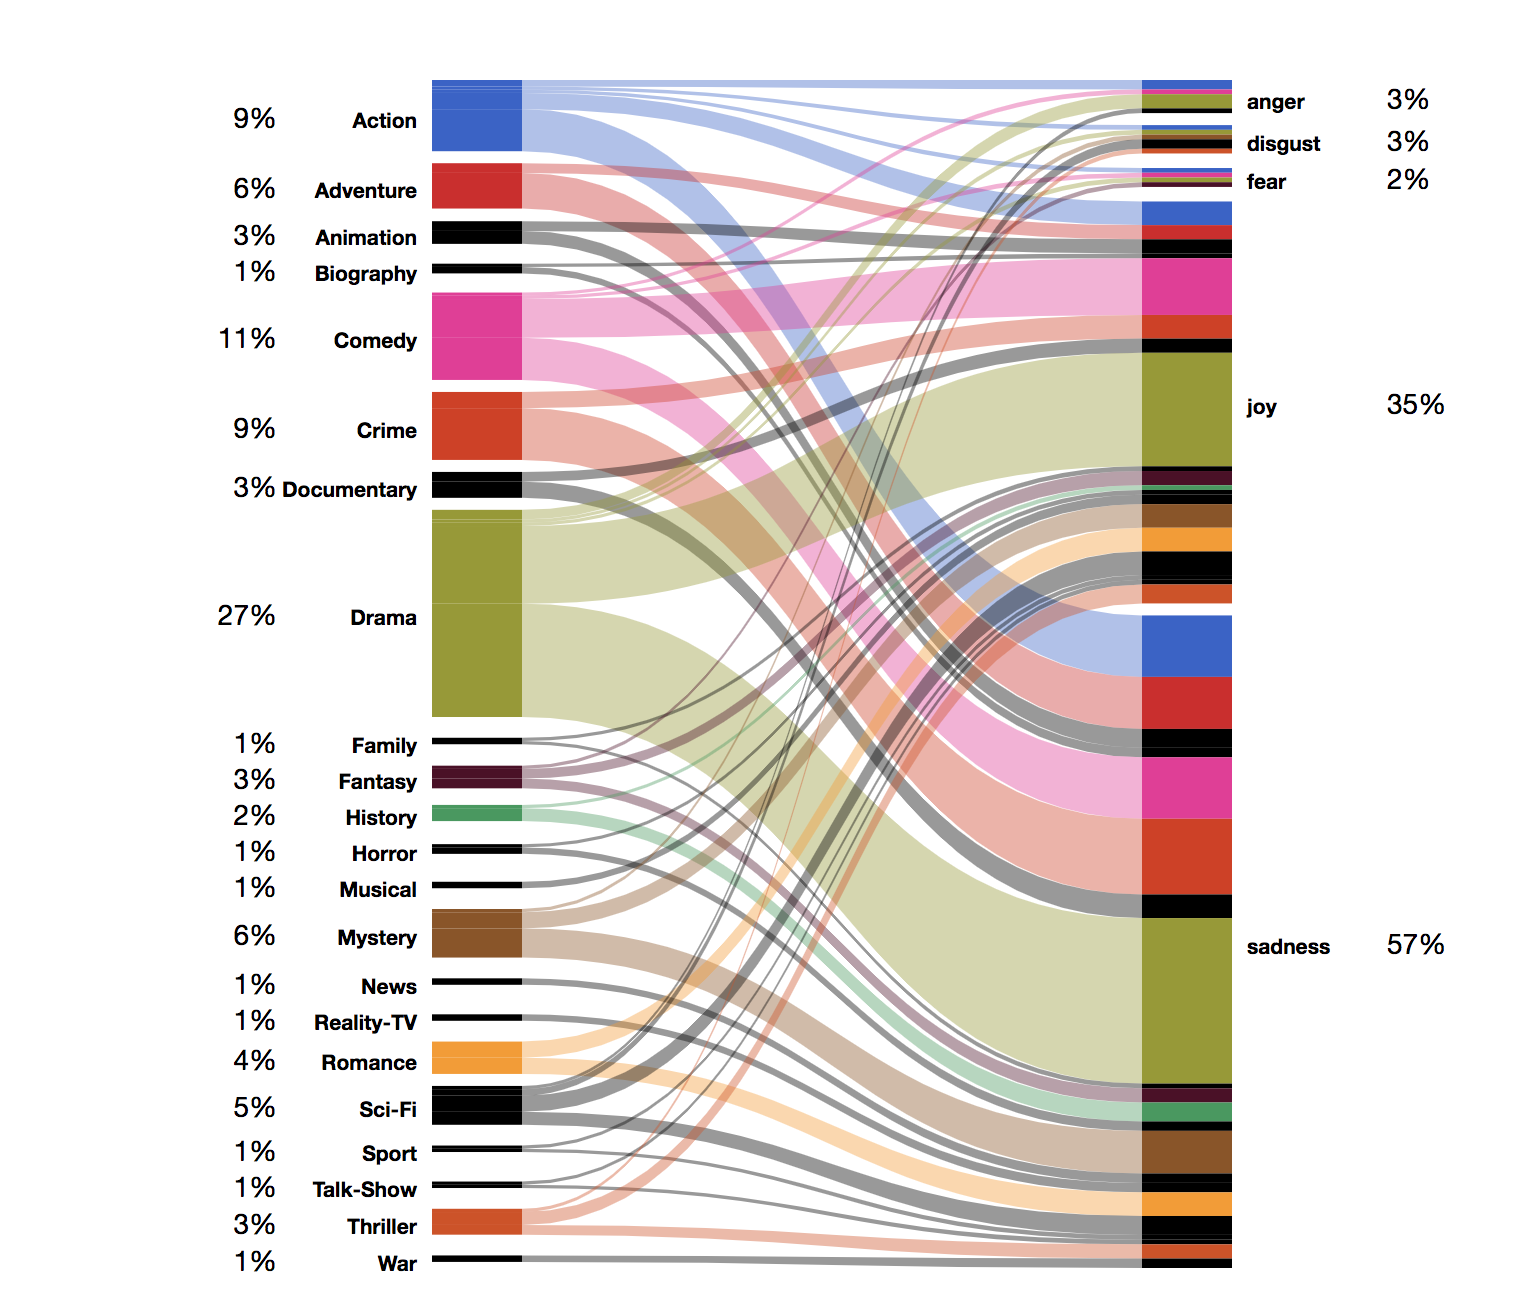 9% Action
6% Adventure
3% Animation
1% Biography
11% Comedy
9% Crime
3% Documentary
27% Drama
1% Family
3% Fantasy
2% History
1% Horror
1% Musical
6% Mystery
1% News
1% Reality-TV
4% Romance
5% Sci-Fi
1% Sport
1% Talk-Show
3% Thriller
1% War
anger 3%
disgust 3%
fear 2%
joy 35%
sadness 57%